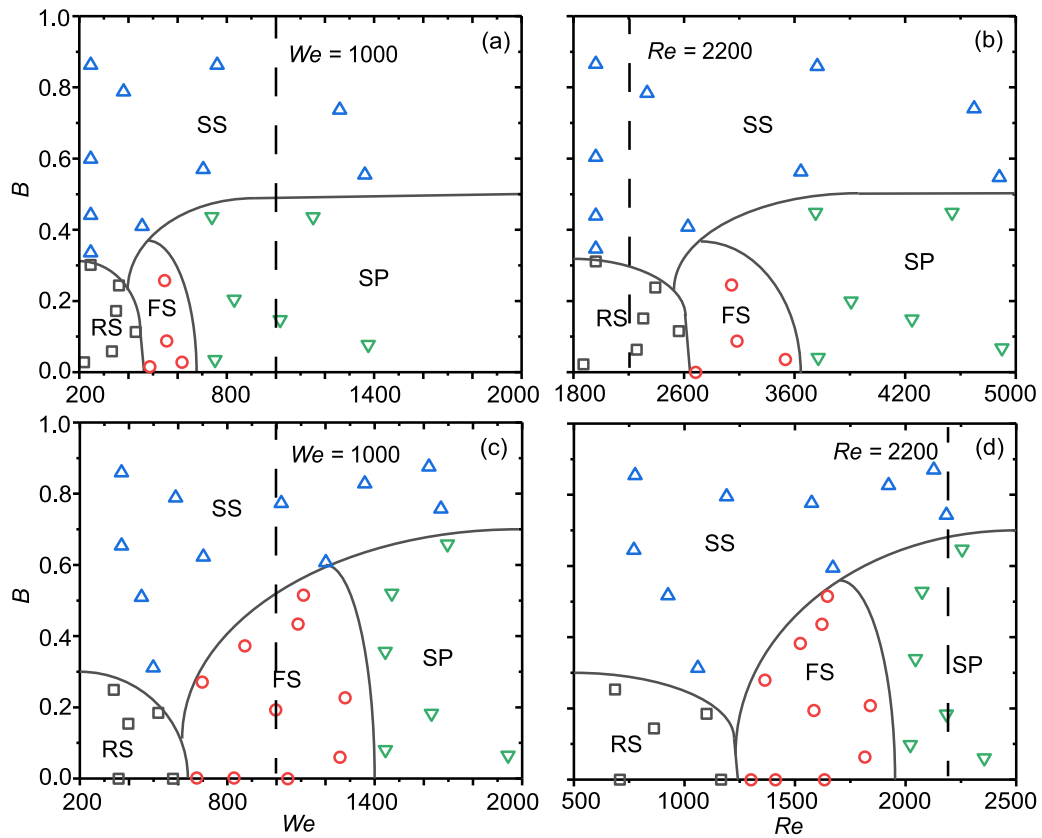 1.0
0.8
0.6
0.4
0.2
0.0
B
We = 1000
(a)
SS
SP
FS
RS
200
800
1400
2000
Re = 2200
(b)
SS
SP
FS
RS
1800
2600
3400
4200
5000
1.0
0.8
0.6
0.4
0.2
0.0
B
We = 1000
(c)
SS
FS
SP
RS
200
800
1400
2000
We
Re = 2200
(d)
SS
FS
SP
RS
500
1000
1500
2000
2500
Re